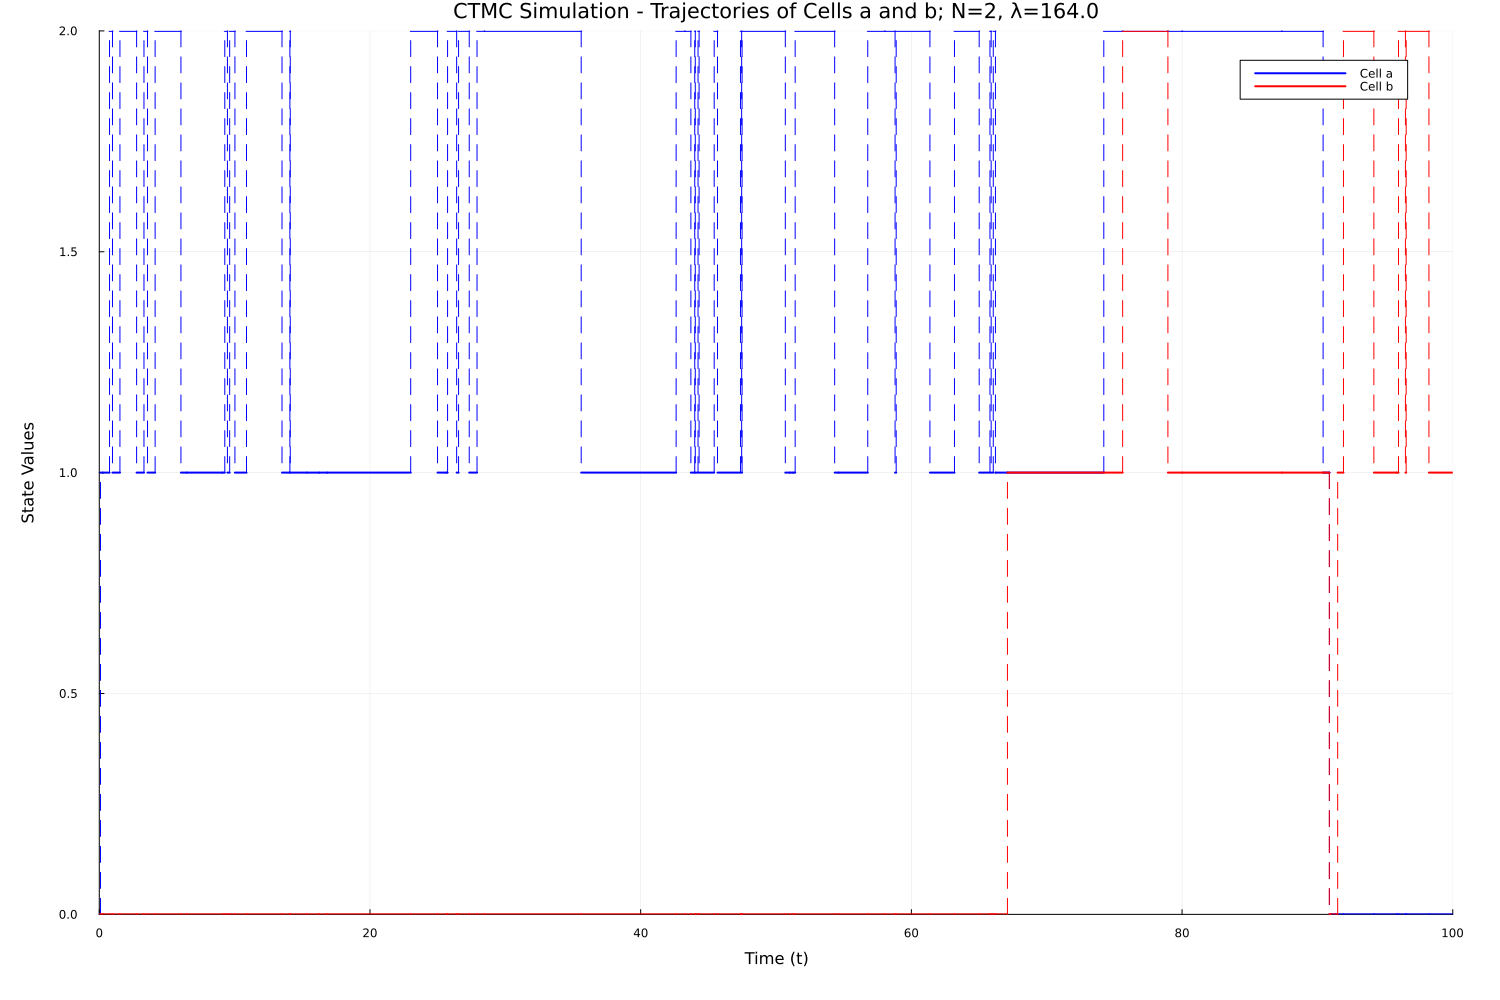 CTMC Simulation - Trajectories of Cells a and b; N=2, λ=164.0
2.0
Cell a
Cell b
1.5
State Values
1.0
0.5
0.0
0 20 40 60 80 100
Time (t)